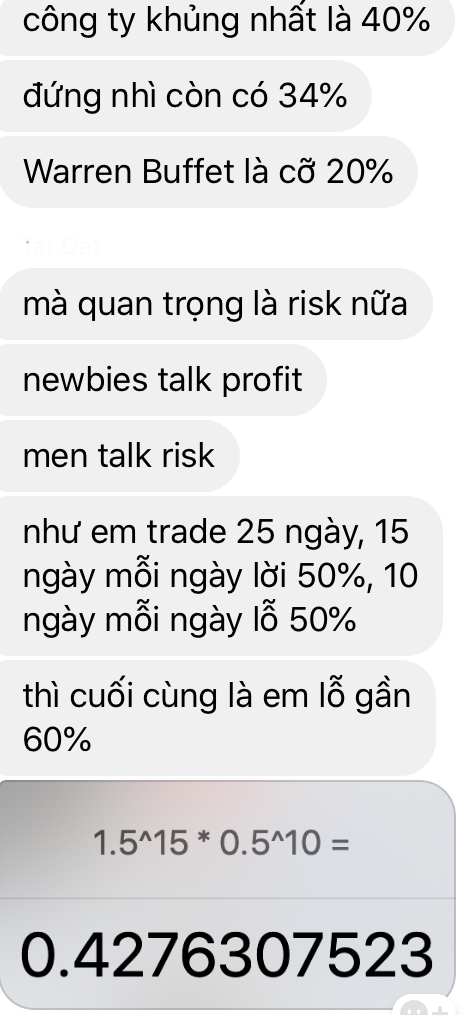 công ty khủng nhất là 40%
đứng nhì còn có 34%
Warren Buffet là cỡ 20%
Tat Dat
mà quan trọng là risk nữa
newbies talk profit
men talk risk
như em trade 25 ngày, 15
ngày mỗi ngày lời 50%, 10
ngày mỗi ngày lỗ 50%
thì cuối cùng là em lỗ gần
60%
1.5^15 * 0.5^10 =
0.4276307523